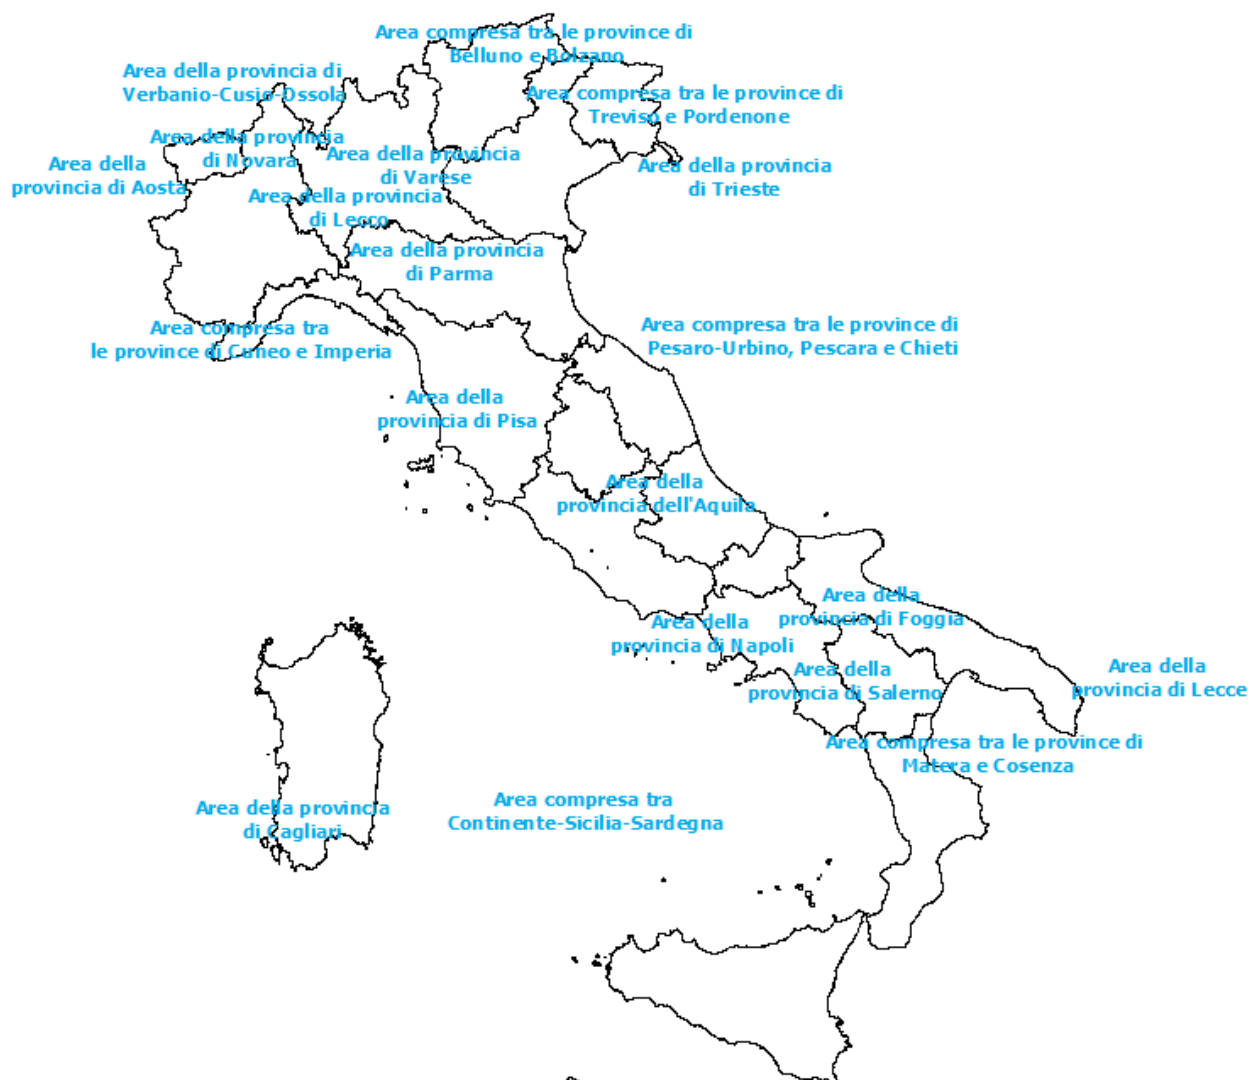 Area compresa tra le province di
Belluno e Bolzano
Area della provincia di
Verbanio-Cusio-Ossola
Area compresa tra le province di
Treviso e Pordenone
Area della provincia
di Novara
Area della provincia
di Varese
Area della
provincia di Aosta
Area della provincia
di Trieste
Area della provincia
di Lecco
Area della provincia
di Parma
Area compresa tra
le province di Cuneo e Imperia
Area compresa tra le province di
Pesaro-Urbino, Pescara e Chieti
Area della
provincia di Pisa
Area della
provincia dell'Aquila
Area della
provincia di Foggia
Area della
provincia di Napoli
Area della
provincia di Salerno
Area della
provincia di Lecce
Area compresa tra le province di
Matera e Cosenza
Area della provincia
di Cagliari
Area compresa tra
Continente-Sicilia-Sardegna